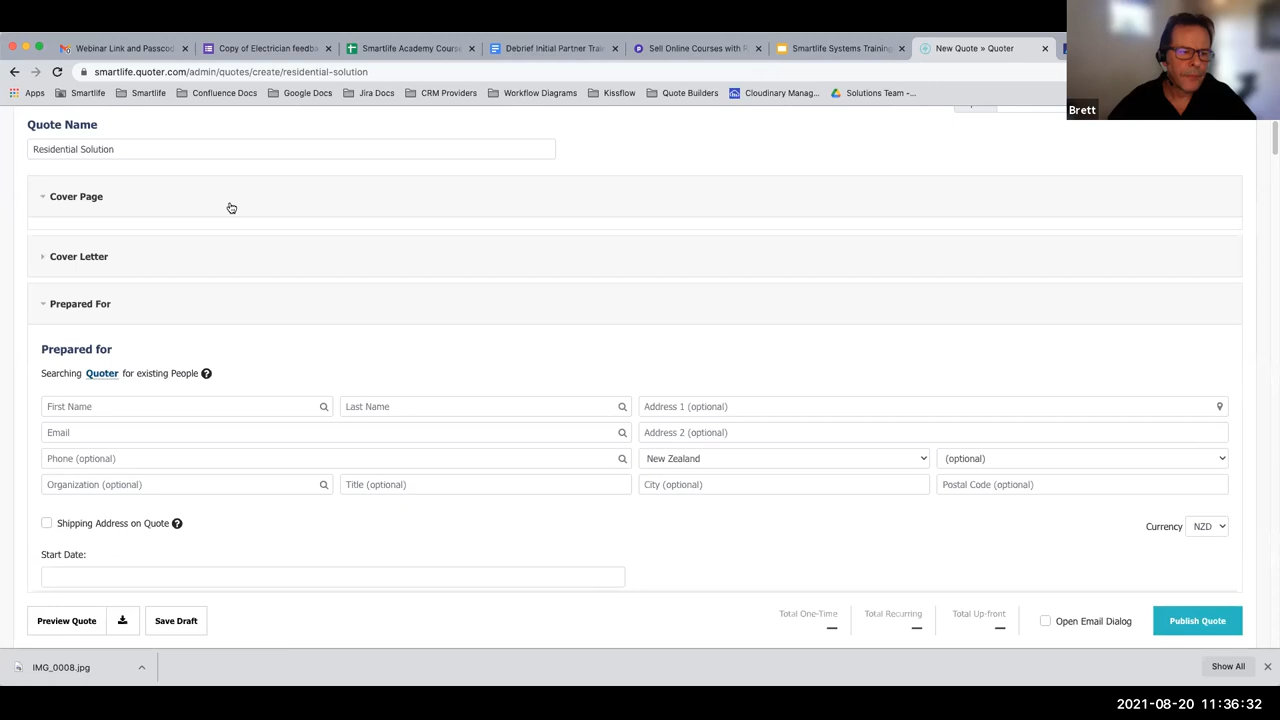 Webinar Link and Passcod
Copy of Electrician feedba
Smartlife Academy Course
Debrief Initial Partner Trai
Sell Online Courses with P
Smartlife Systems Training
New Quote » Quoter
smartlife.quoter.com/admin/quotes/create/residential-solution
Apps
Smartlife
Smartlife
Confluence Docs
Google Docs
Jira Docs
CRM Providers
Workflow Diagrams
Kissflow
Quote Builders
Cloudinary Manag...
Solutions Team -...
Brett
Quote Name
Residential Solution
Cover Page
Cover Letter
Prepared For
Prepared for
Searching Quoter for existing People
First Name
Last Name
Address 1 (optional)
Email
Address 2 (optional)
Phone (optional)
New Zealand
(optional)
Organization (optional)
Title (optional)
City (optional)
Postal Code (optional)
Shipping Address on Quote
Currency NZD
Start Date:
Preview Quote
Save Draft
Total One-Time
—
Total Recurring
—
Total Up-front
—
Open Email Dialog
Publish Quote
IMG_0008.jpg
Show All
2021-08-20 11:36:32